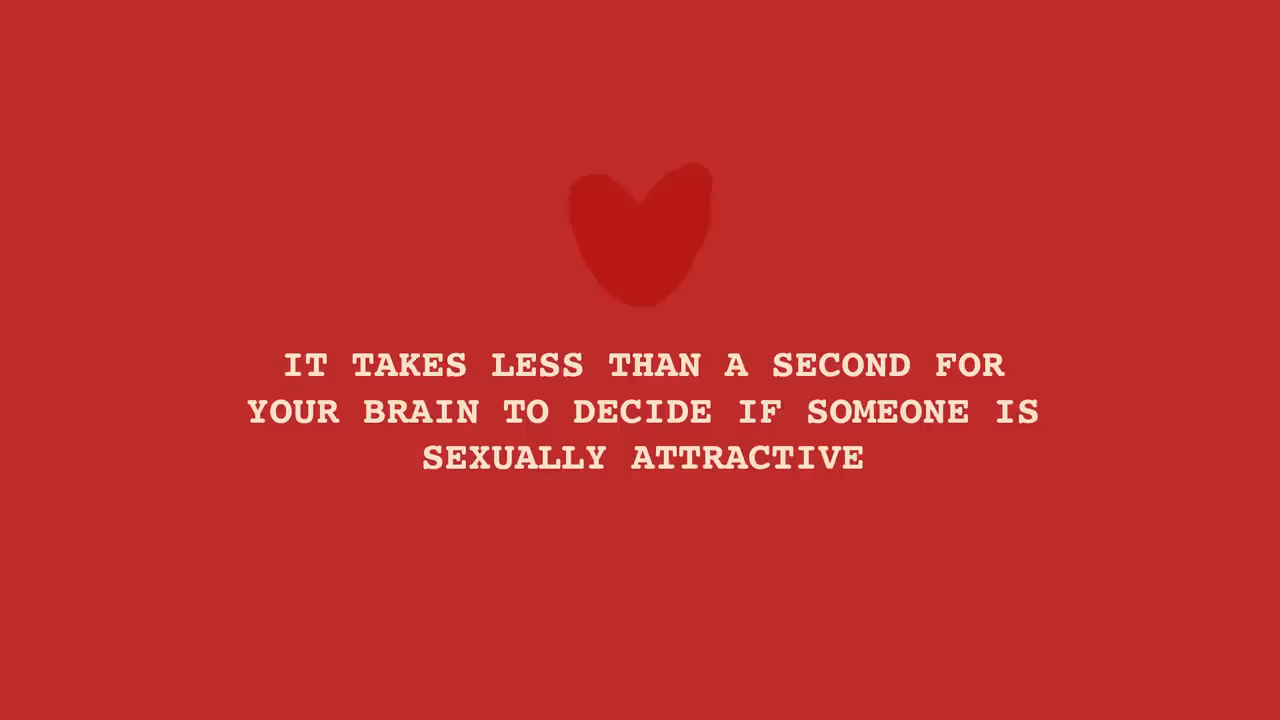 IT TAKES LESS THAN A SECOND FOR
YOUR BRAIN TO DECIDE IF SOMEONE IS
SEXUALLY ATTRACTIVE